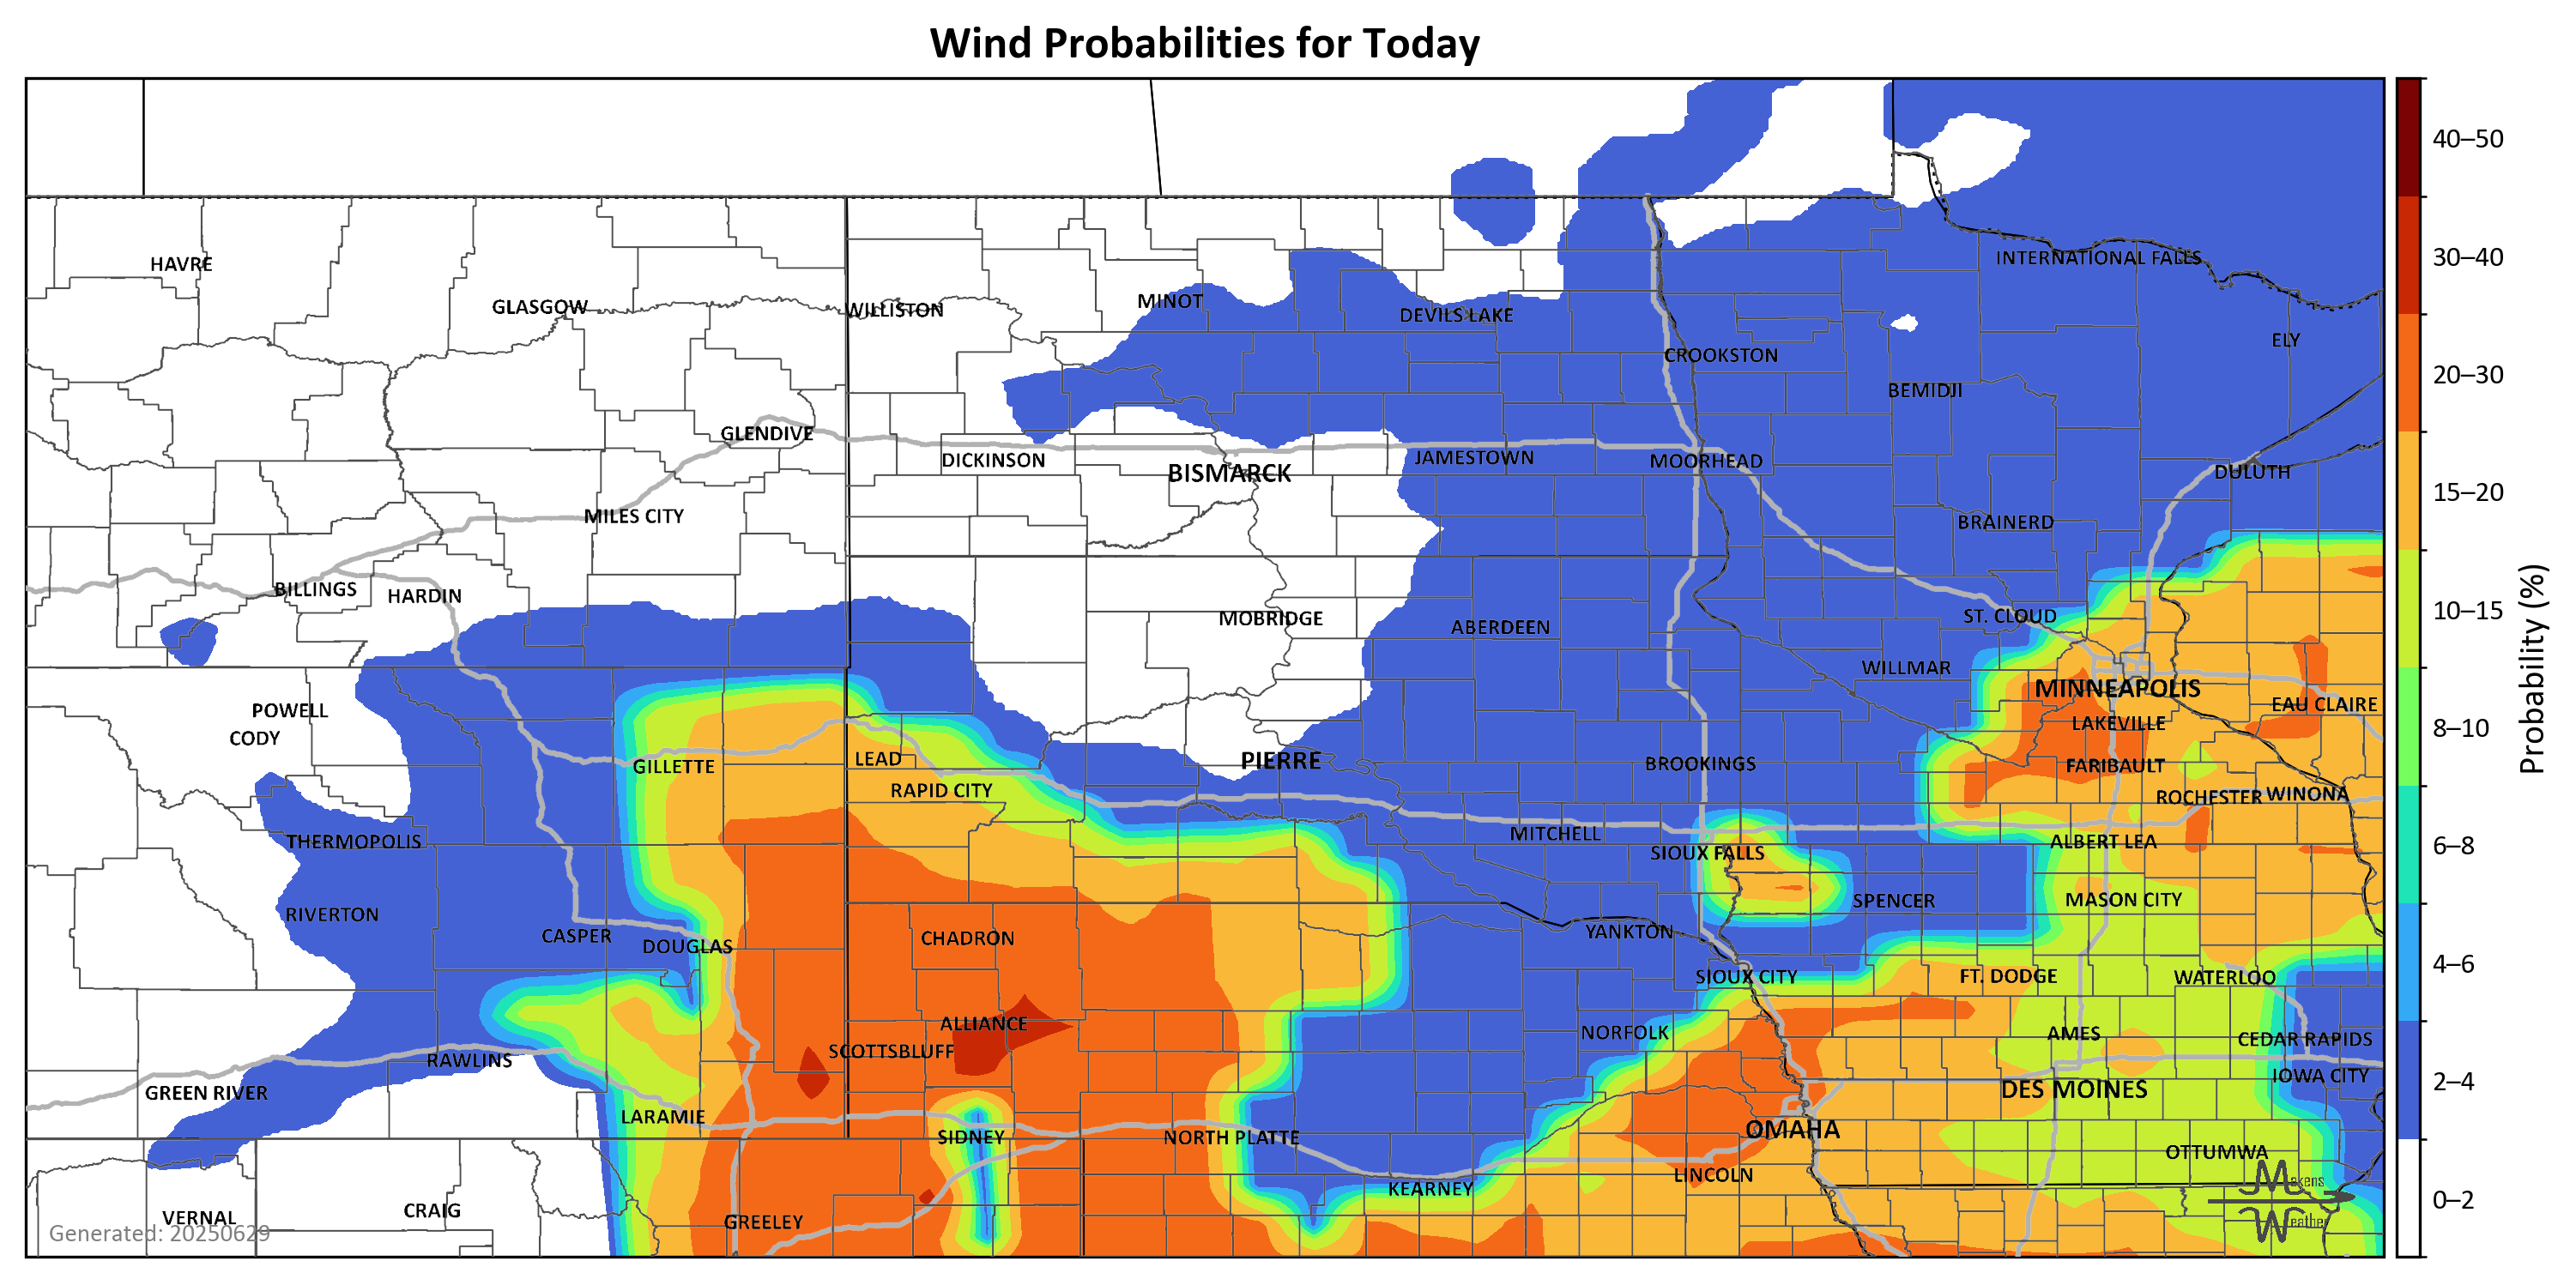 Wind Probabilities for Today
40–50
30–40
20–30
15–20
10–15
8–10
6–8
4–6
2–4
0–2
Probability (%)
HAVRE
INTERNATIONAL FALLS
GLASGOW
WILLISTON
MINOT
DEVILS LAKE
ELY
CROOKSTON
BEMIDJI
GLENDIVE
DICKINSON
BISMARCK
JAMESTOWN
MOORHEAD
DULUTH
MILES CITY
BRAINERD
BILLINGS
HARDIN
MOBRIDGE
ABERDEEN
ST. CLOUD
WILLMAR
MINNEAPOLIS
POWELL
EAU CLAIRE
CODY
LAKEVILLE
GILLETTE
LEAD
PIERRE
BROOKINGS
FARIBAULT
RAPID CITY
ROCHESTER
WINONA
THERMOPOLIS
MITCHELL
ALBERT LEA
SIOUX FALLS
RIVERTON
SPENCER
MASON CITY
CASPER
DOUGLAS
CHADRON
YANKTON
SIOUX CITY
FT. DODGE
WATERLOO
ALLIANCE
NORFOLK
AMES
CEDAR RAPIDS
RAWLINS
SCOTTSBLUFF
IOWA CITY
GREEN RIVER
DES MOINES
LARAMIE
SIDNEY
NORTH PLATTE
OMAHA
OTTUMWA
LINCOLN
KEARNEY
VERNAL
CRAIG
GREELEY
Generated: 20250629
Makens
Weather